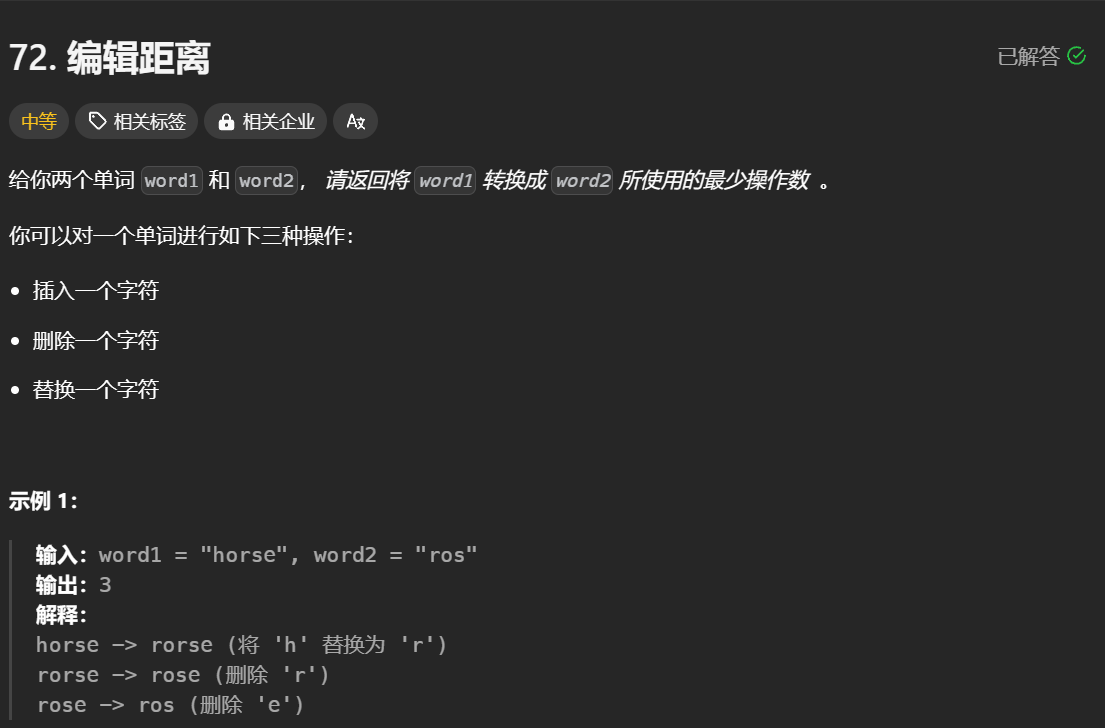 72. 编辑距离
已解答
中等 相关标签 相关企业 Ax
给你两个单词 word1 和 word2， 请返回将 word1 转换成 word2 所使用的最少操作数 。
你可以对一个单词进行如下三种操作：
插入一个字符
删除一个字符
替换一个字符
示例 1：
输入：word1 = "horse", word2 = "ros"
输出：3
解释：
horse -> rorse (将 'h' 替换为 'r')
rorse -> rose (删除 'r')
rose -> ros (删除 'e')